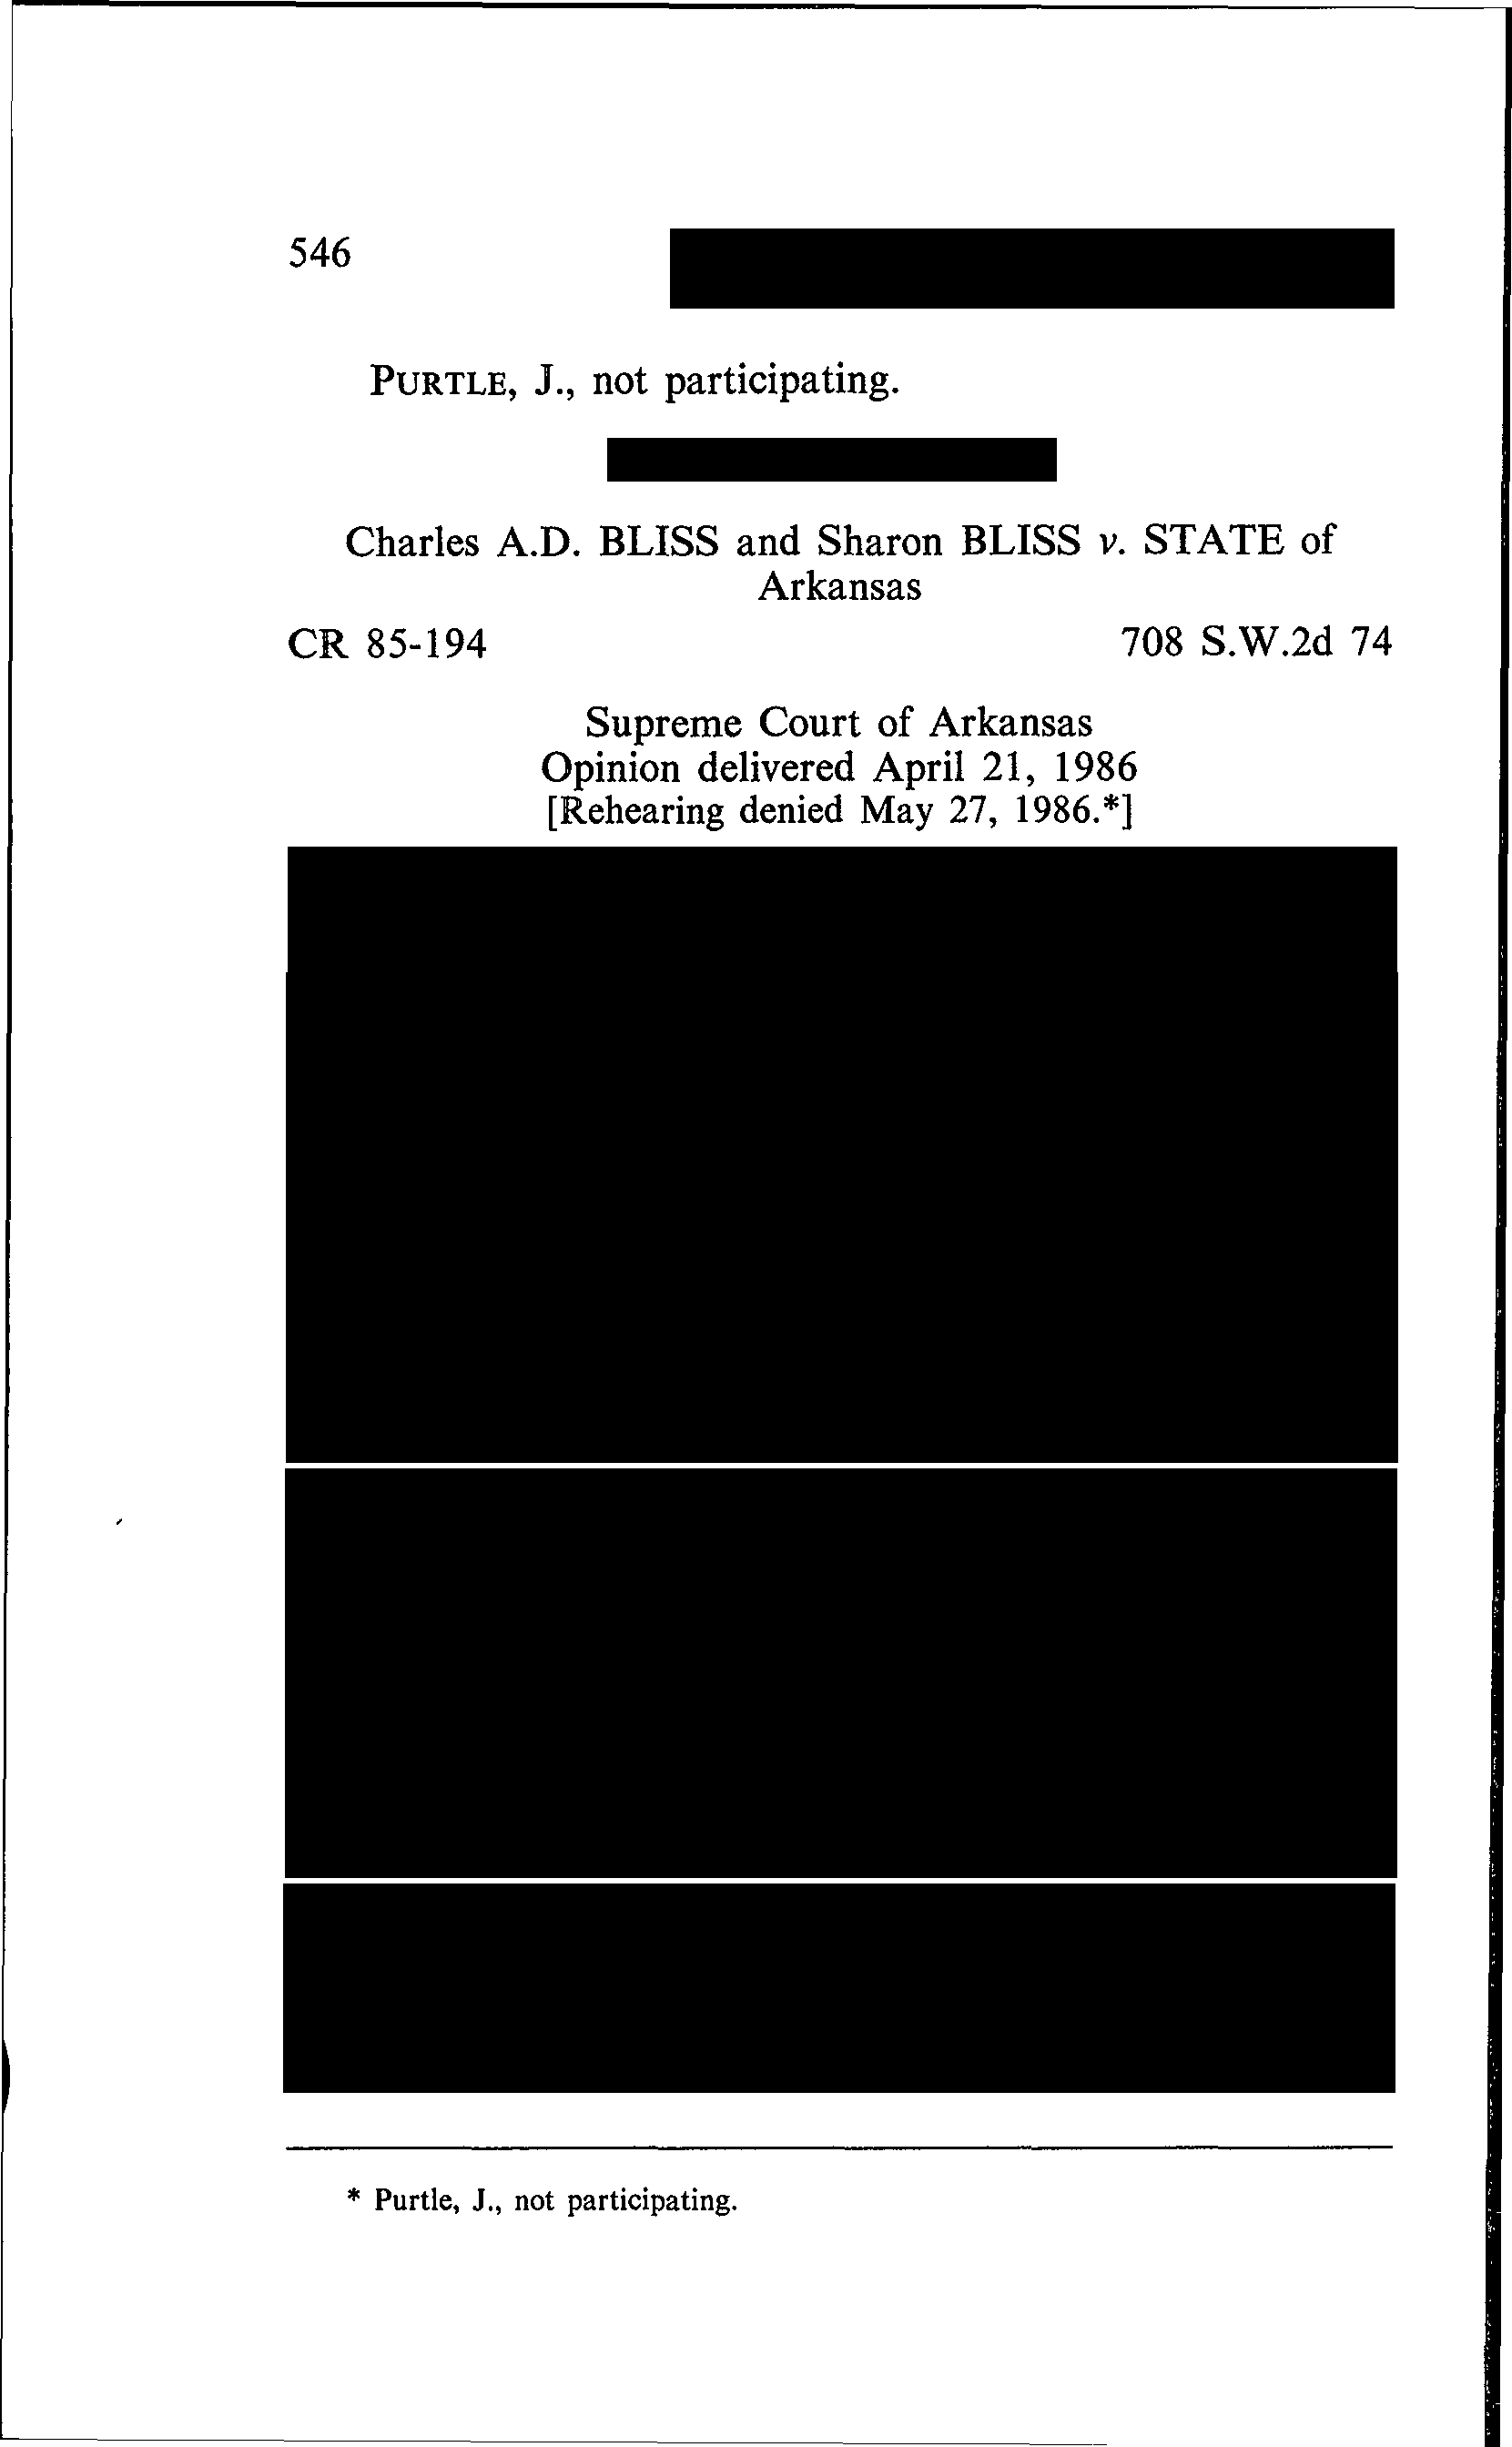 546
PURTLE, J., not participating.
Charles A.D. BLISS and Sharon BLISS v. STATE of
Arkansas
CR 85-194 708 S.W.2d 74
Supreme Court of Arkansas
Opinion delivered April 21, 1986
[Rehearing denied May 27, 1986.*]
* Purtle, J., not participating.